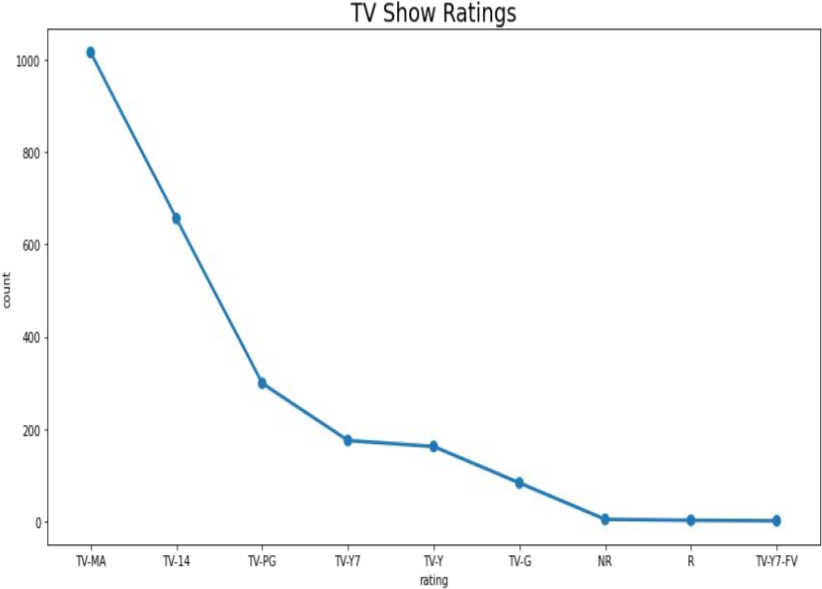 TV Show Ratings
count
1000
800
600
400
200
0
TV-MA TV-14 TV-PG TV-Y7 TV-Y TV-G NR R TV-Y7-FV
rating